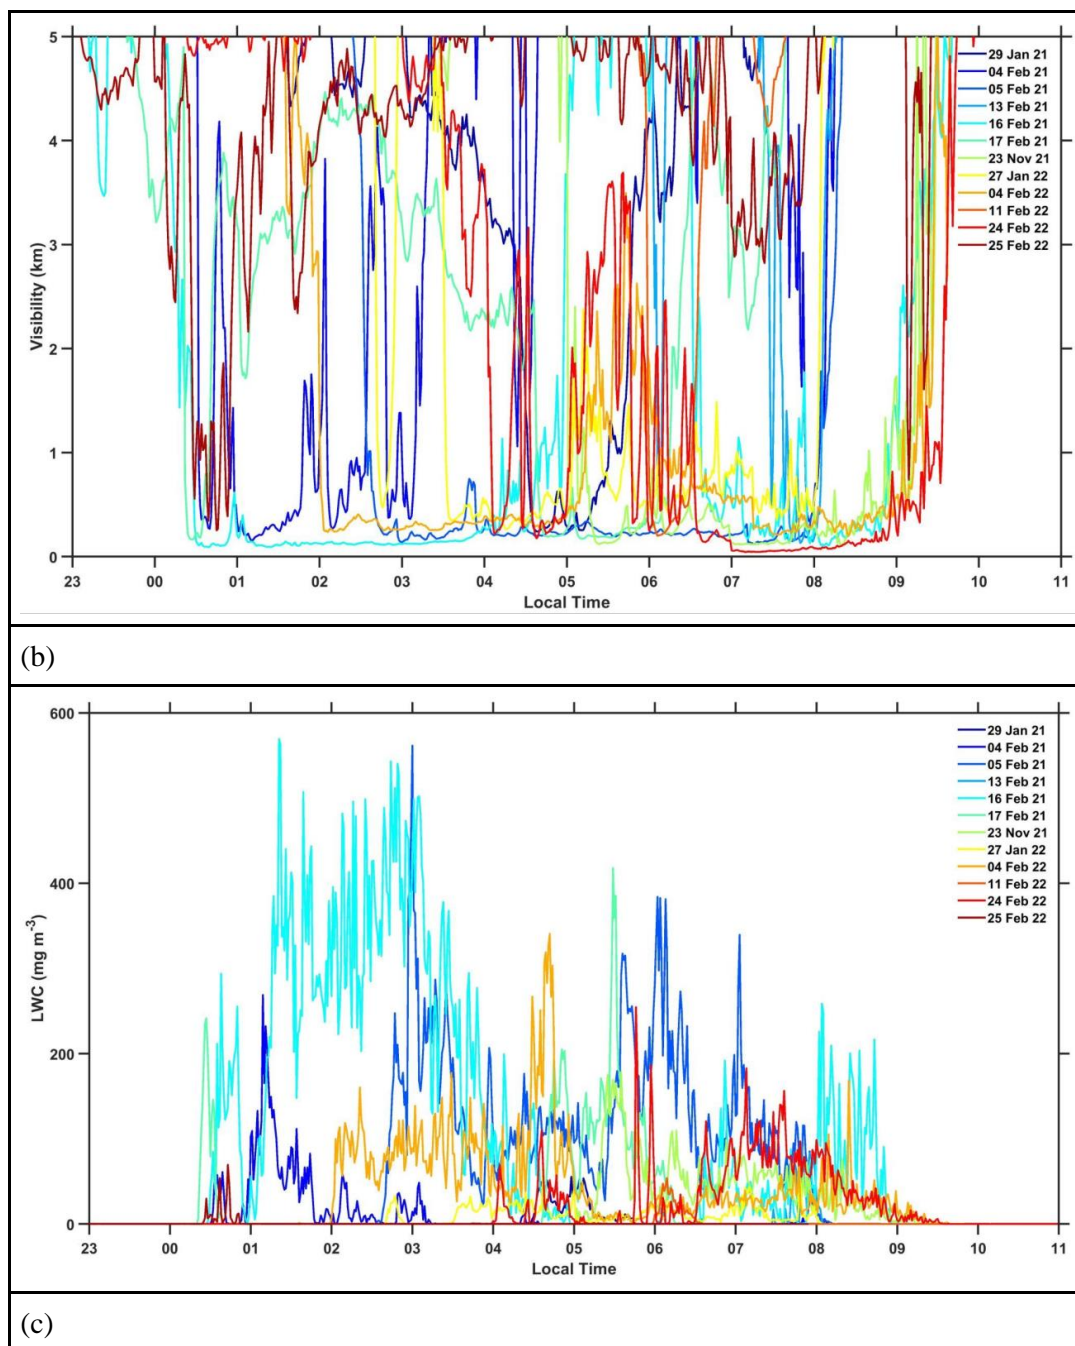 5
4
3
2
1
0
Visibility (km)
23 00 01 02 03 04 05 06 07 08 09 10 11
Local Time
29 Jan 21
04 Feb 21
05 Feb 21
13 Feb 21
16 Feb 21
17 Feb 21
23 Nov 21
27 Jan 22
04 Feb 22
11 Feb 22
24 Feb 22
25 Feb 22
(b)
600
400
200
0
LWC (mg m⁻³)
23 00 01 02 03 04 05 06 07 08 09 10 11
Local Time
29 Jan 21
04 Feb 21
05 Feb 21
13 Feb 21
16 Feb 21
17 Feb 21
23 Nov 21
27 Jan 22
04 Feb 22
11 Feb 22
24 Feb 22
25 Feb 22
(c)